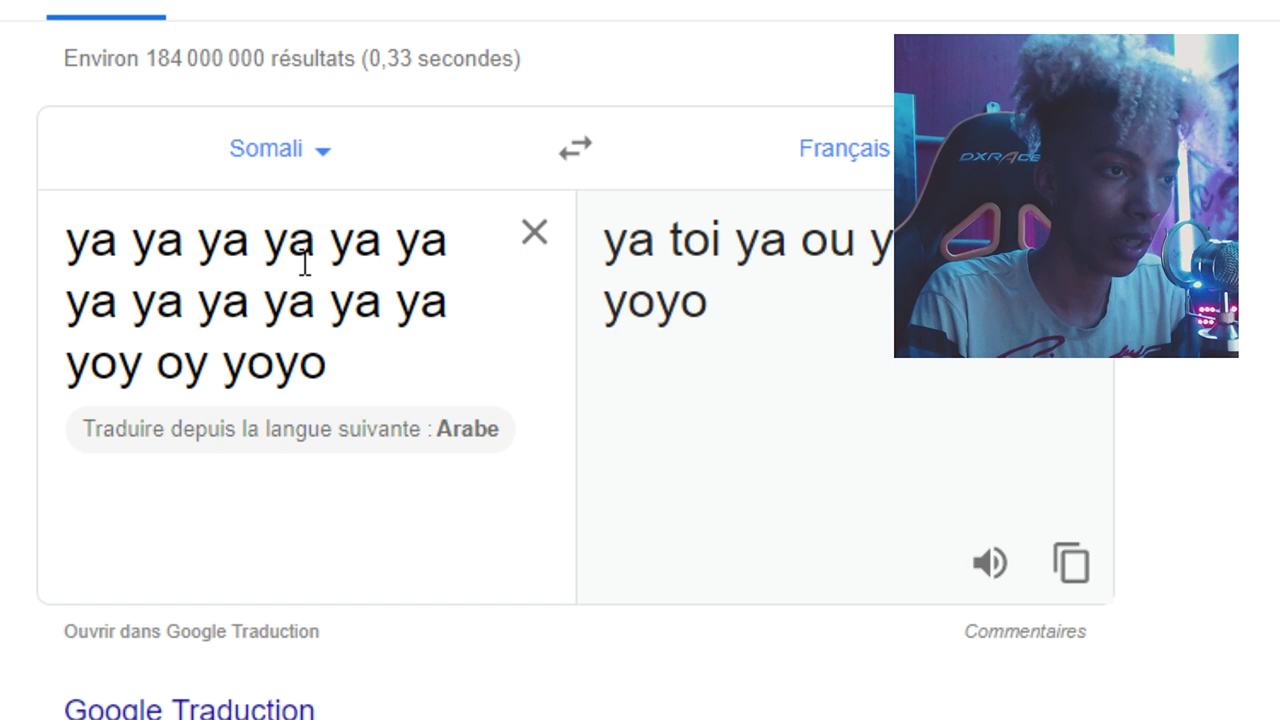 Environ 184 000 000 résultats (0,33 secondes)
Somali
Français
ya ya ya ya ya ya
ya ya ya ya ya ya
yoy oy yoyo
ya toi ya ou y
yoyo
Traduire depuis la langue suivante : Arabe
Ouvrir dans Google Traduction
Commentaires
Google Traduction
DXRACE